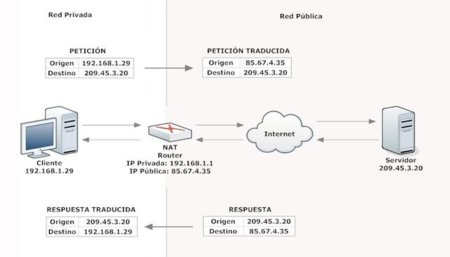 Red Privada
Red Pública
PETICIÓN
Origen 192.168.1.29
Destino 209.45.3.20
PETICIÓN TRADUCIDA
Origen 85.67.4.35
Destino 209.45.3.20
Cliente
192.168.1.29
NAT
Router
IP Privada: 192.168.1.1
IP Pública: 85.67.4.35
Internet
Servidor
209.45.3.20
RESPUESTA TRADUCIDA
Origen 209.45.3.20
Destino 192.168.1.29
RESPUESTA
Origen 209.45.3.20
Destino 85.67.4.35